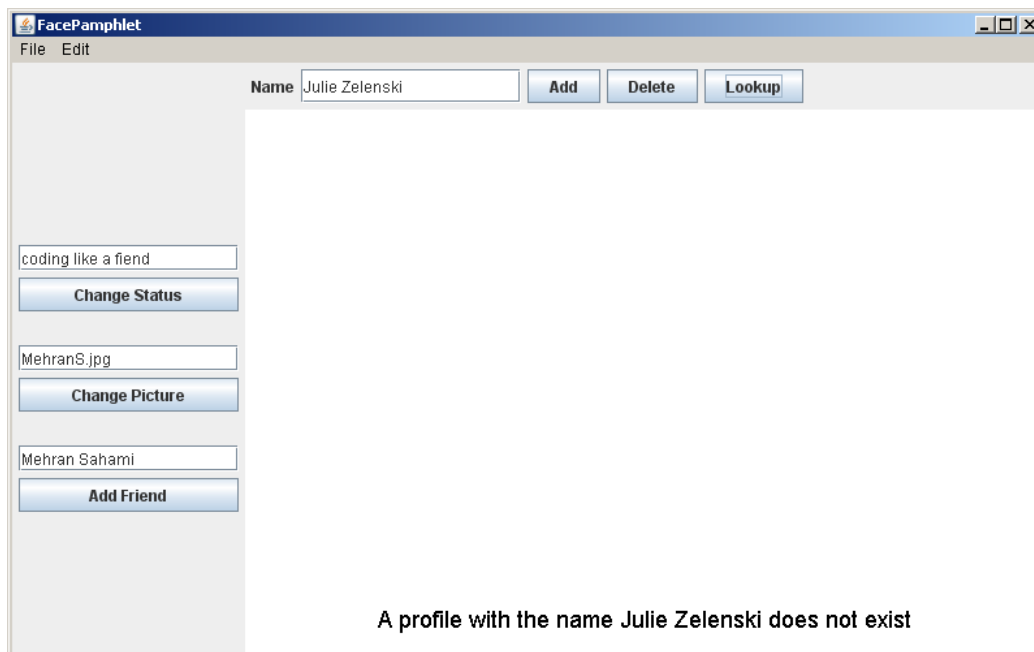 FacePamphlet
File Edit
Name Julie Zelenski Add Delete Lookup
coding like a fiend
Change Status
MehranS.jpg
Change Picture
Mehran Sahami
Add Friend
A profile with the name Julie Zelenski does not exist